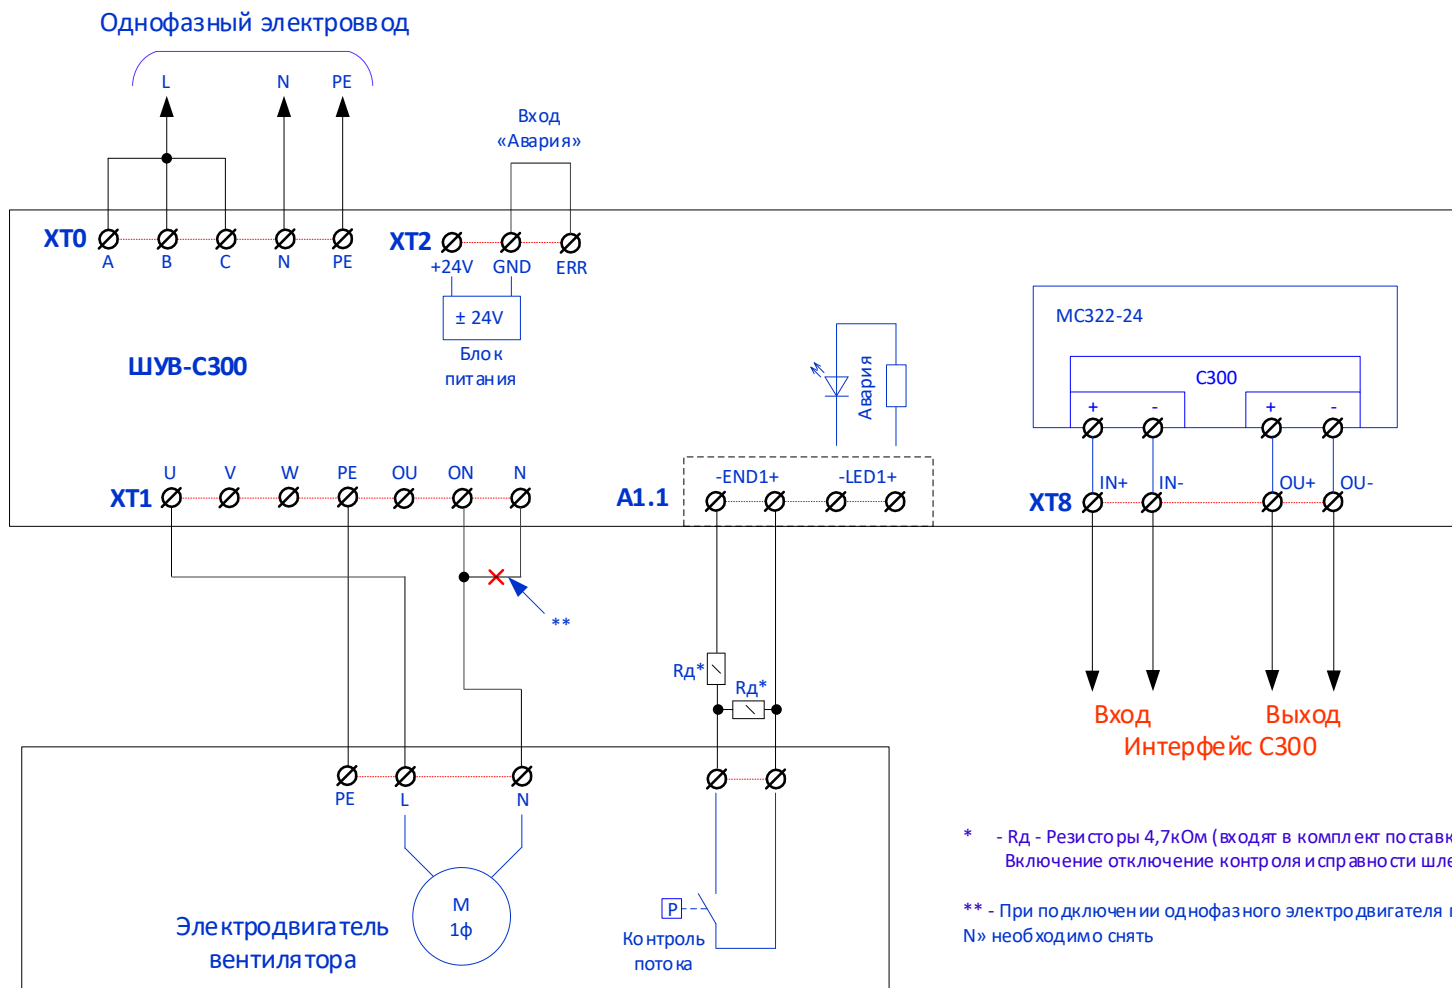 Однофазный электроввод
L N PE
Вход
«Авария»
XT0
A B C N PE
XT2
+24V GND ERR
± 24V
Блок
питания
ШУВ-С300
Авария
МС322-24
С300
+ - + -
XT1
U V W PE OU ON N
A1.1
-END1+ -LED1+
XT8
IN+ IN- OU+ OU-
**
Rд*
Rд*
Вход Выход
Интерфейс С300
PE L N
М
1ф
Электродвигатель
вентилятора
P
Контроль
потока
* - Rд - Резисторы 4,7кОм (входят в комплект поставк
Включение отключение контроля исправности шле
** - При подключении однофазного электродвигателя п
N» необходимо снять